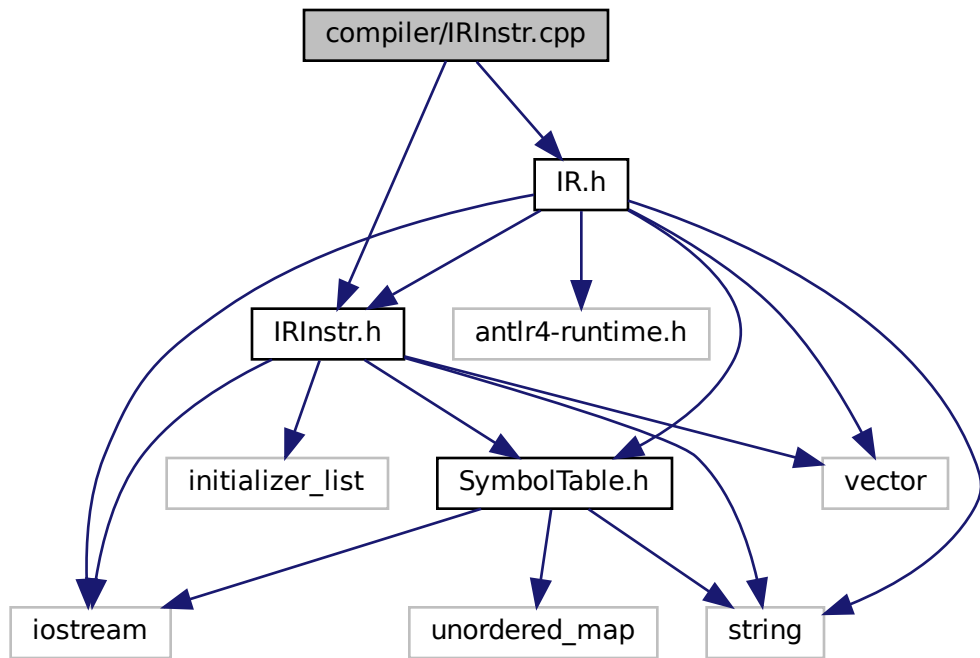 compiler/IRInstr.cpp
IR.h
IRInstr.h
antlr4-runtime.h
initializer_list
SymbolTable.h
vector
iostream
unordered_map
string